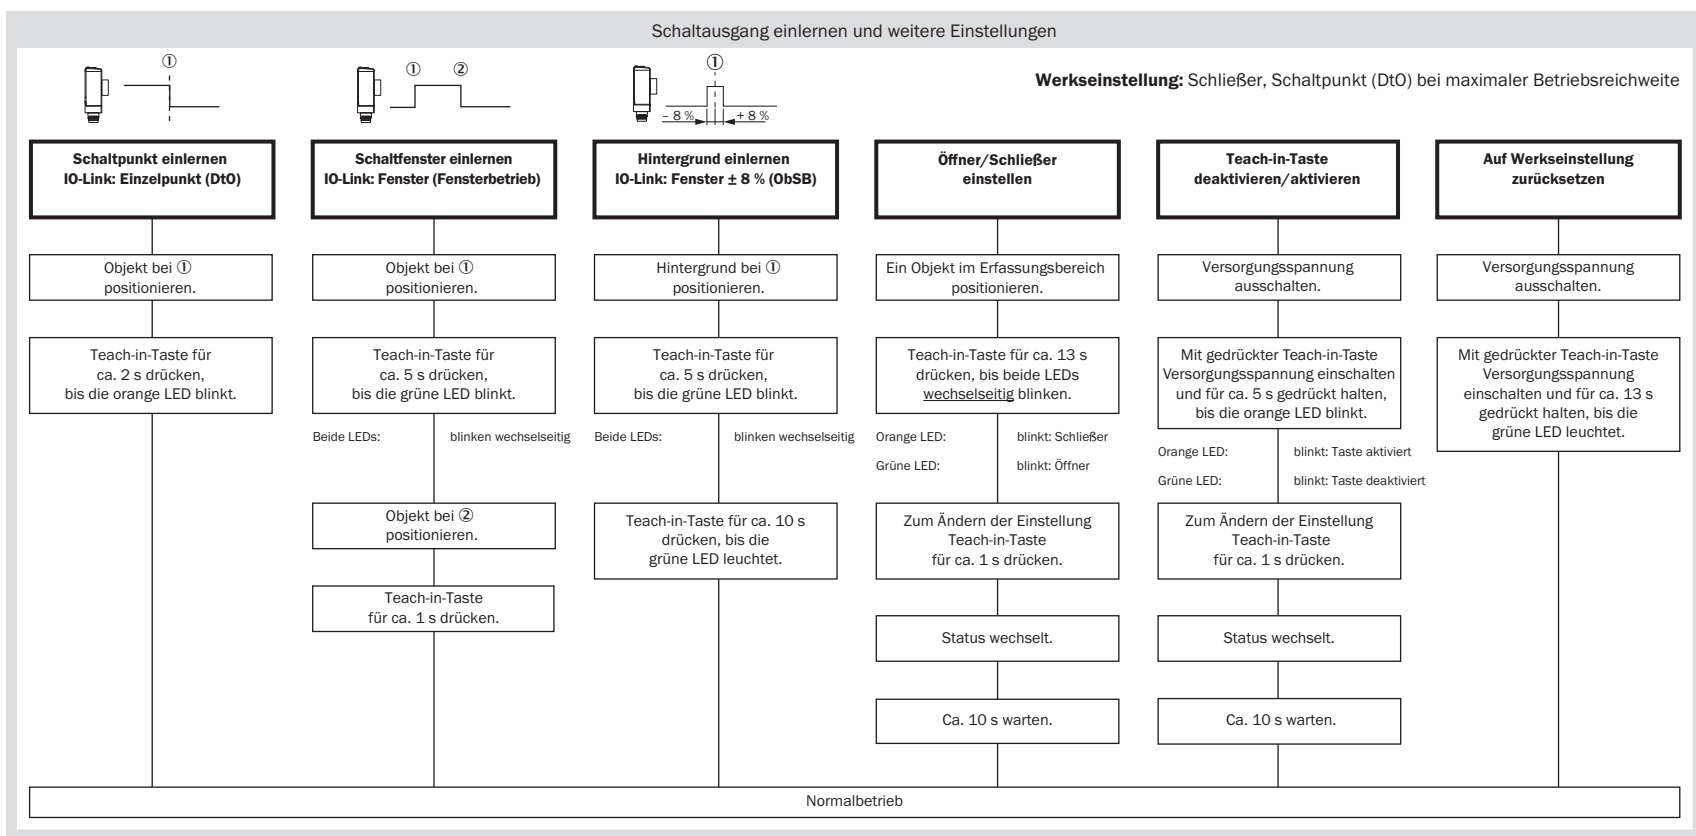 Schaltausgang einlernen und weitere Einstellungen
①
① ②
①
– 8 % + 8 %
Werkseinstellung: Schließer, Schaltpunkt (DtO) bei maximaler Betriebsreichweite
Schaltpunkt einlernen
IO-Link: Einzelpunkt (DtO)
Objekt bei ①
positionieren.
Teach-in-Taste für
ca. 2 s drücken,
bis die orange LED blinkt.
Schaltfenster einlernen
IO-Link: Fenster (Fensterbetrieb)
Objekt bei ①
positionieren.
Teach-in-Taste für
ca. 5 s drücken,
bis die grüne LED blinkt.
Beide LEDs: blinken wechselseitig
Objekt bei ②
positionieren.
Teach-in-Taste
für ca. 1 s drücken.
Hintergrund einlernen
IO-Link: Fenster ± 8 % (ObSB)
Hintergrund bei ①
positionieren.
Teach-in-Taste für
ca. 5 s drücken,
bis die grüne LED blinkt.
Beide LEDs: blinken wechselseitig
Teach-in-Taste für ca. 10 s
drücken, bis die
grüne LED leuchtet.
Öffner/Schließer
einstellen
Ein Objekt im Erfassungsbereich
positionieren.
Teach-in-Taste für ca. 13 s
drücken, bis beide LEDs
wechselseitig blinken.
Orange LED: blinkt: Schließer
Grüne LED: blinkt: Öffner
Zum Ändern der Einstellung
Teach-in-Taste
für ca. 1 s drücken.
Status wechselt.
Ca. 10 s warten.
Teach-in-Taste
deaktivieren/aktivieren
Versorgungsspannung
ausschalten.
Mit gedrückter Teach-in-Taste
Versorgungsspannung einschalten
und für ca. 5 s gedrückt halten,
bis die orange LED blinkt.
Orange LED: blinkt: Taste aktiviert
Grüne LED: blinkt: Taste deaktiviert
Zum Ändern der Einstellung
Teach-in-Taste
für ca. 1 s drücken.
Status wechselt.
Ca. 10 s warten.
Auf Werkseinstellung
zurücksetzen
Versorgungsspannung
ausschalten.
Mit gedrückter Teach-in-Taste
Versorgungsspannung
einschalten und für ca. 13 s
gedrückt halten, bis die
grüne LED leuchtet.
Normalbetrieb